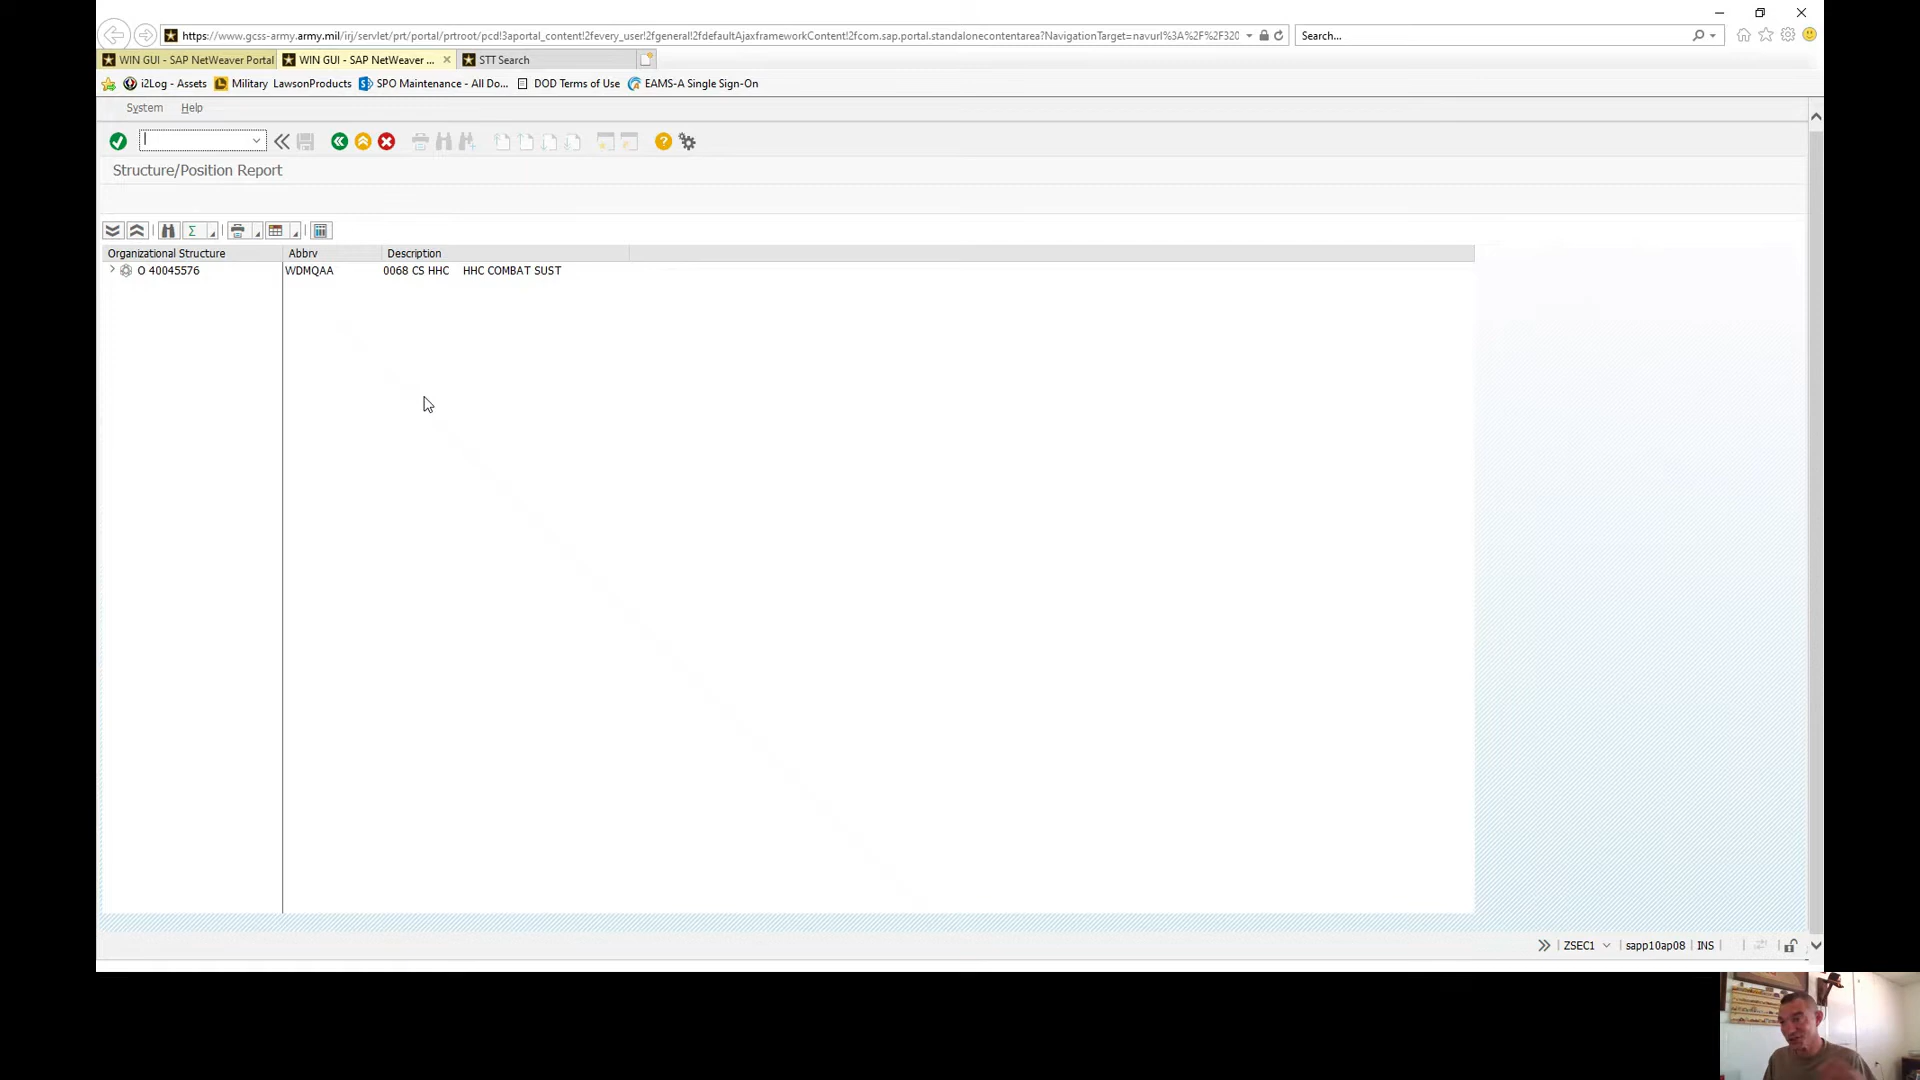 https://www.gcss-army.army.mil/irj/servlet/prt/portal/prtroot/pcd!3aportal_content!2fevery_user!2fgeneral!2fdefaultAjaxframeworkContent!2fcom.sap.portal.standalonecontentarea?NavigationTarget=navurl%3A%2F%2F320
Search...
WIN GUI - SAP NetWeaver Portal
WIN GUI - SAP NetWeaver ...
STT Search
i2Log - Assets
Military LawsonProducts
SPO Maintenance - All Do...
DOD Terms of Use
EAMS-A Single Sign-On
System Help
Structure/Position Report
Organizational Structure Abbrv Description
O 40045576 WDMQAA 0068 CS HHC HHC COMBAT SUST
ZSEC1 sapp10ap08 INS